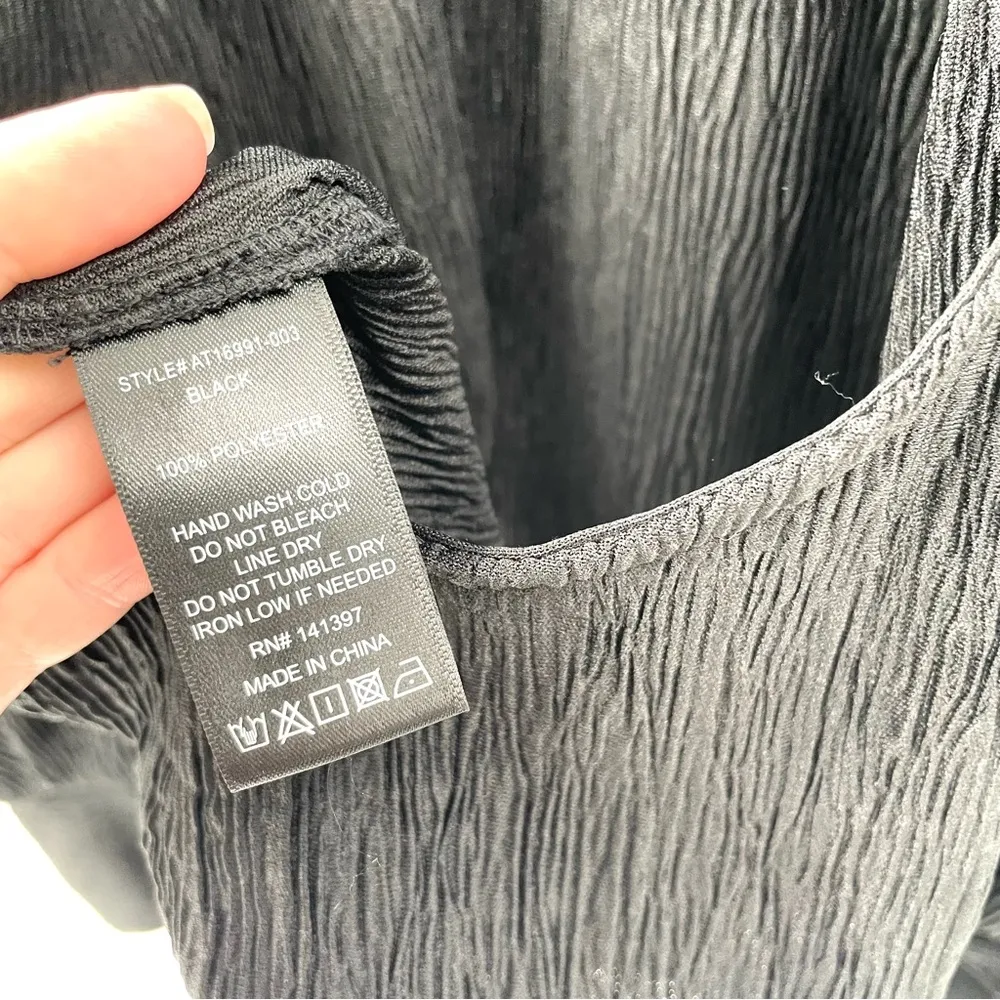 STYLE# AT16991-003
BLACK
100% POLYESTER
HAND WASH COLD
DO NOT BLEACH
LINE DRY
DO NOT TUMBLE DRY
IRON LOW IF NEEDED
RN# 141397
MADE IN CHINA